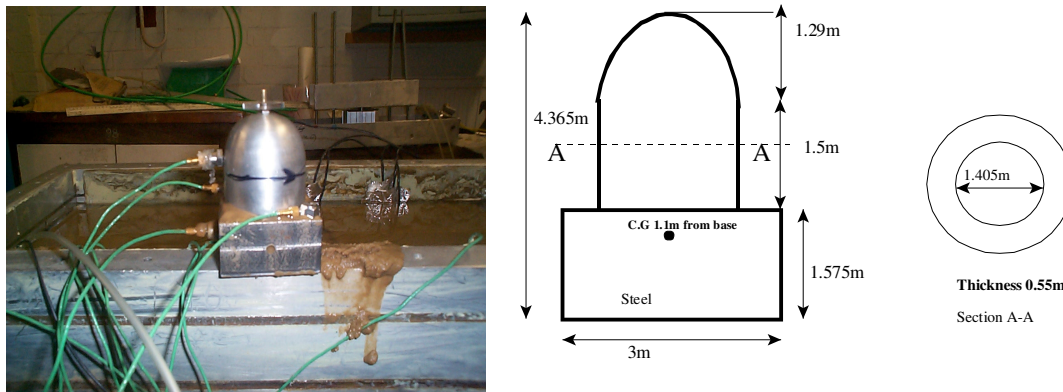 1.29m
4.365m
A
A
1.5m
1.405m
C.G 1.1m from base
1.575m
Steel
Thickness 0.55m
Section A-A
3m